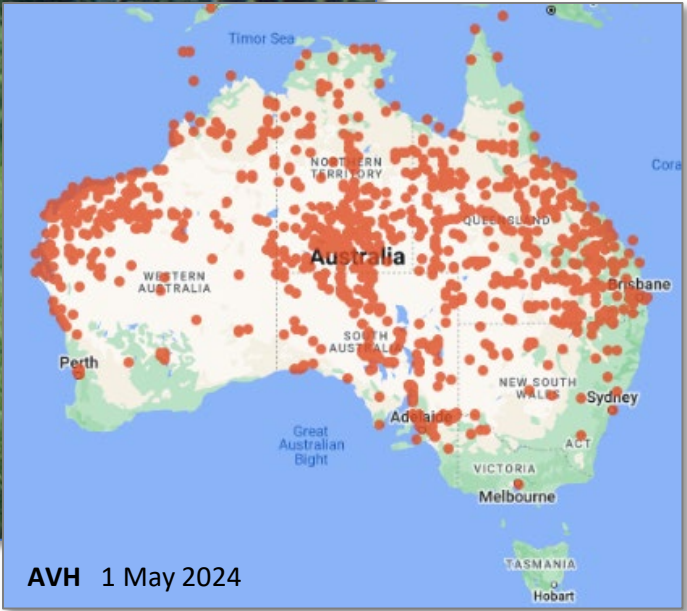 Timor Sea
Cora
NORTHERN
TERRITORY
QUEENSLAND
Australia
WESTERN
AUSTRALIA
Brisbane
SOUTH
AUSTRALIA
Perth
NEW SOUTH
WALES
Sydney
Adelaide
Great
Australian
Bight
ACT
VICTORIA
Melbourne
TASMANIA
Hobart
AVH 1 May 2024